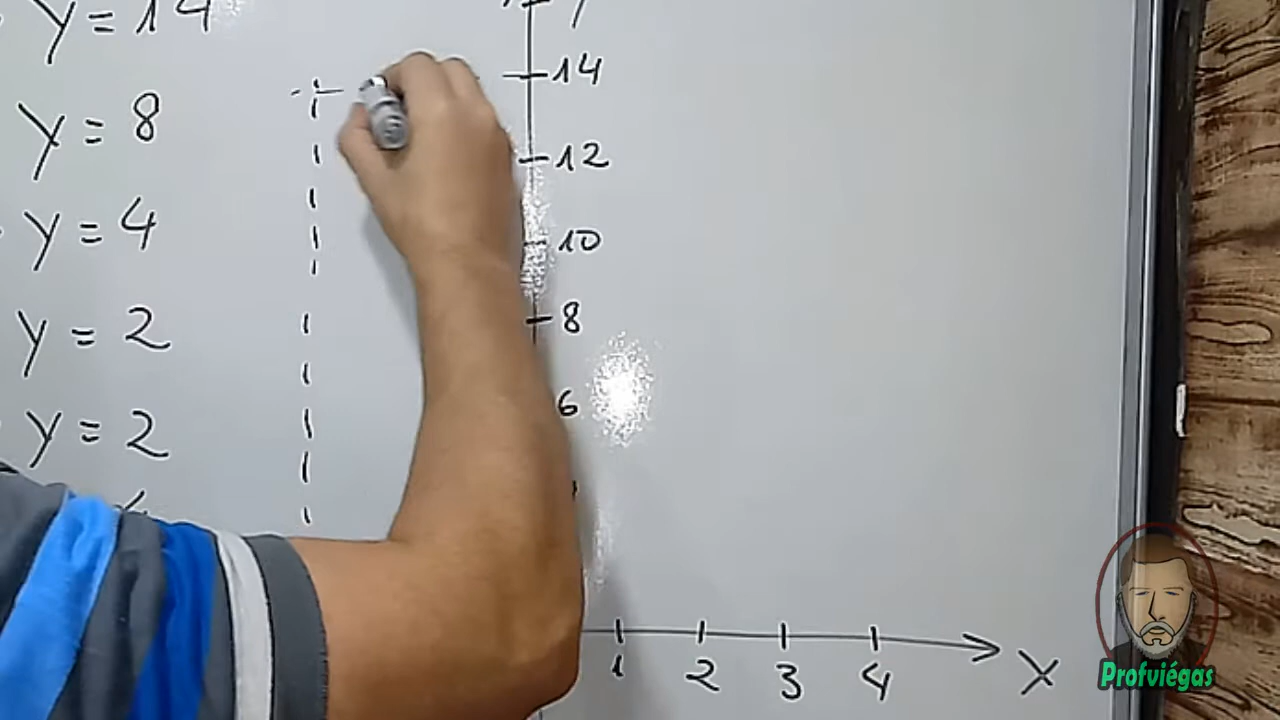 y = 14
y = 8
y = 4
y = 2
y = 2
14
12
10
8
6
1 2 3 4 X
Profviégas